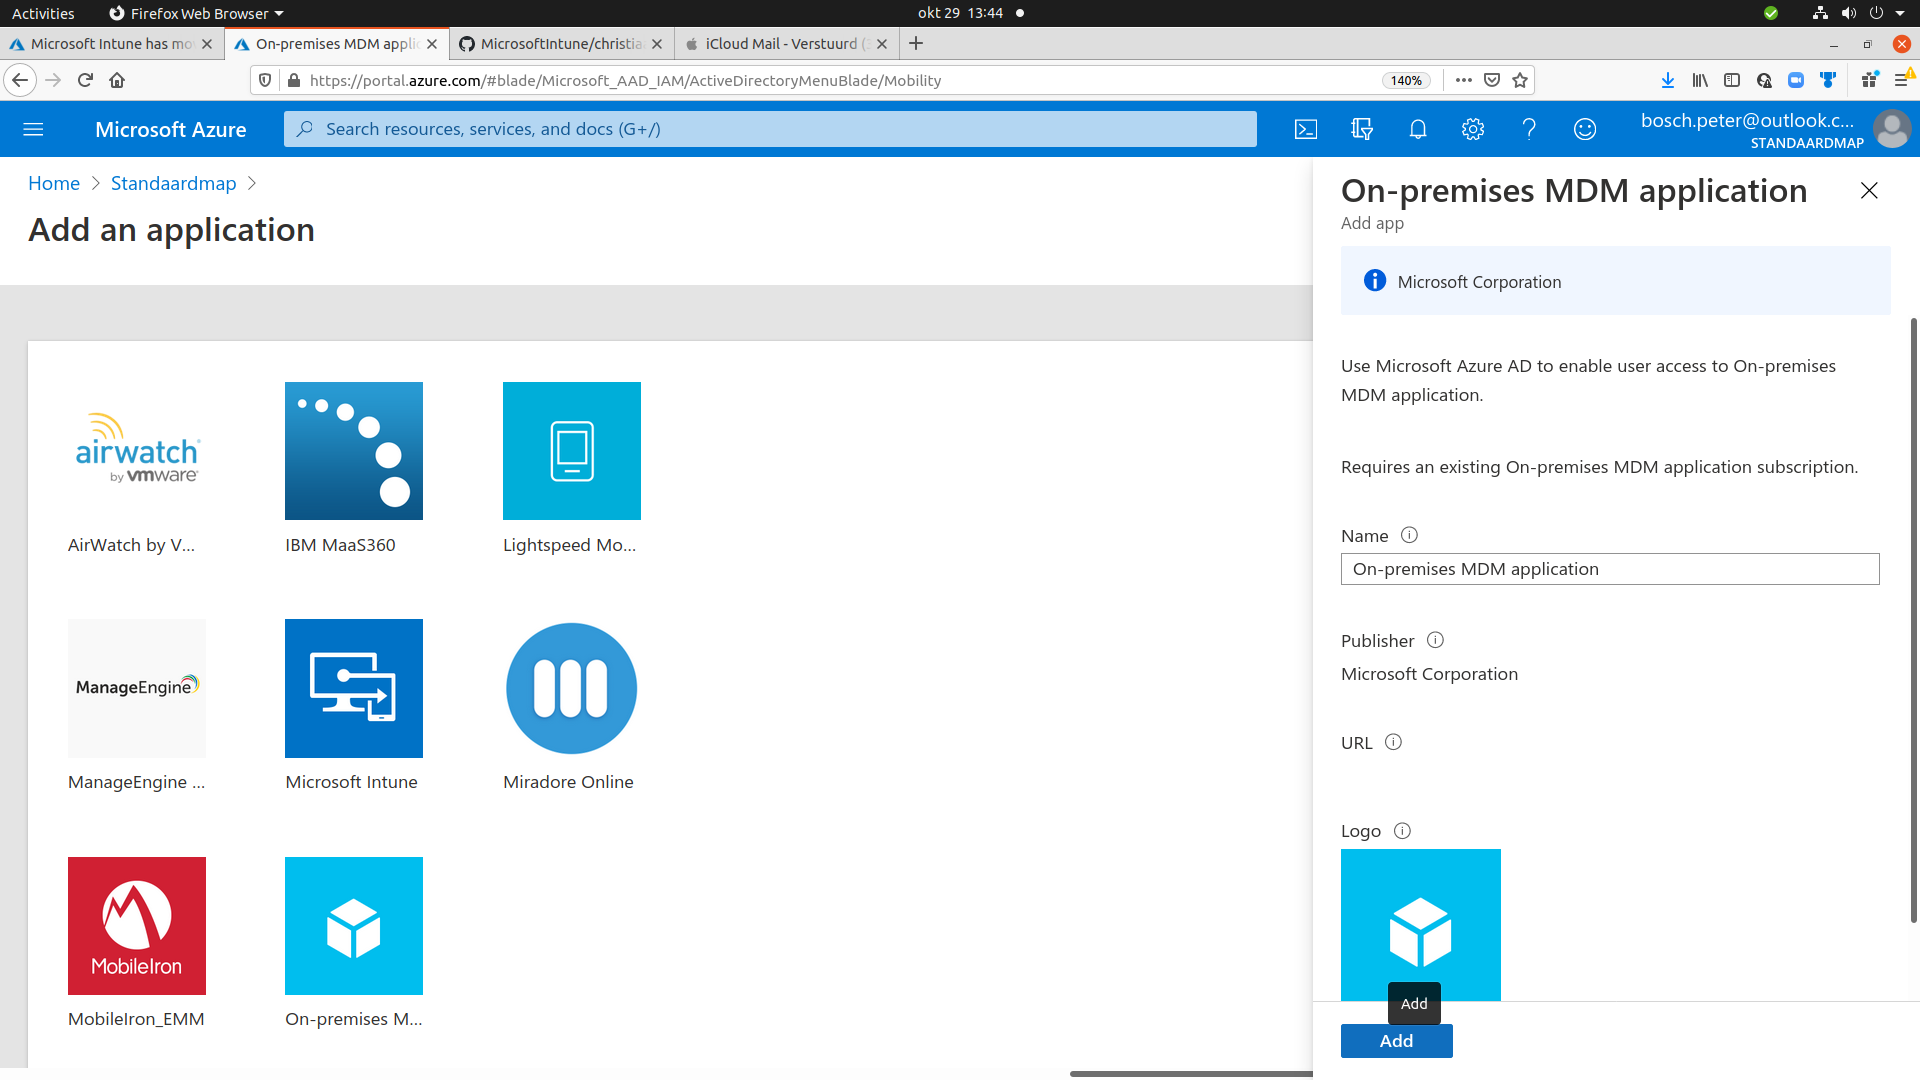 Activities
Firefox Web Browser
okt 29 13:44
Microsoft Intune has mo
On-premises MDM applic
MicrosoftIntune/christia
iCloud Mail - Verstuurd (
https://portal.azure.com/#blade/Microsoft_AAD_IAM/ActiveDirectoryMenuBlade/Mobility
140%
Microsoft Azure
Search resources, services, and docs (G+/)
bosch.peter@outlook.c...
STANDAARDMAP
Home
Standaardmap
Add an application
airwatch
by vmware
AirWatch by V...
IBM MaaS360
Lightspeed Mo...
ManageEngine
ManageEngine ...
Microsoft Intune
Miradore Online
MobileIron
MobileIron_EMM
On-premises M...
On-premises MDM application
Add app
Microsoft Corporation
Use Microsoft Azure AD to enable user access to On-premises
MDM application.
Requires an existing On-premises MDM application subscription.
Name
On-premises MDM application
Publisher
Microsoft Corporation
URL
Logo
Add
Add